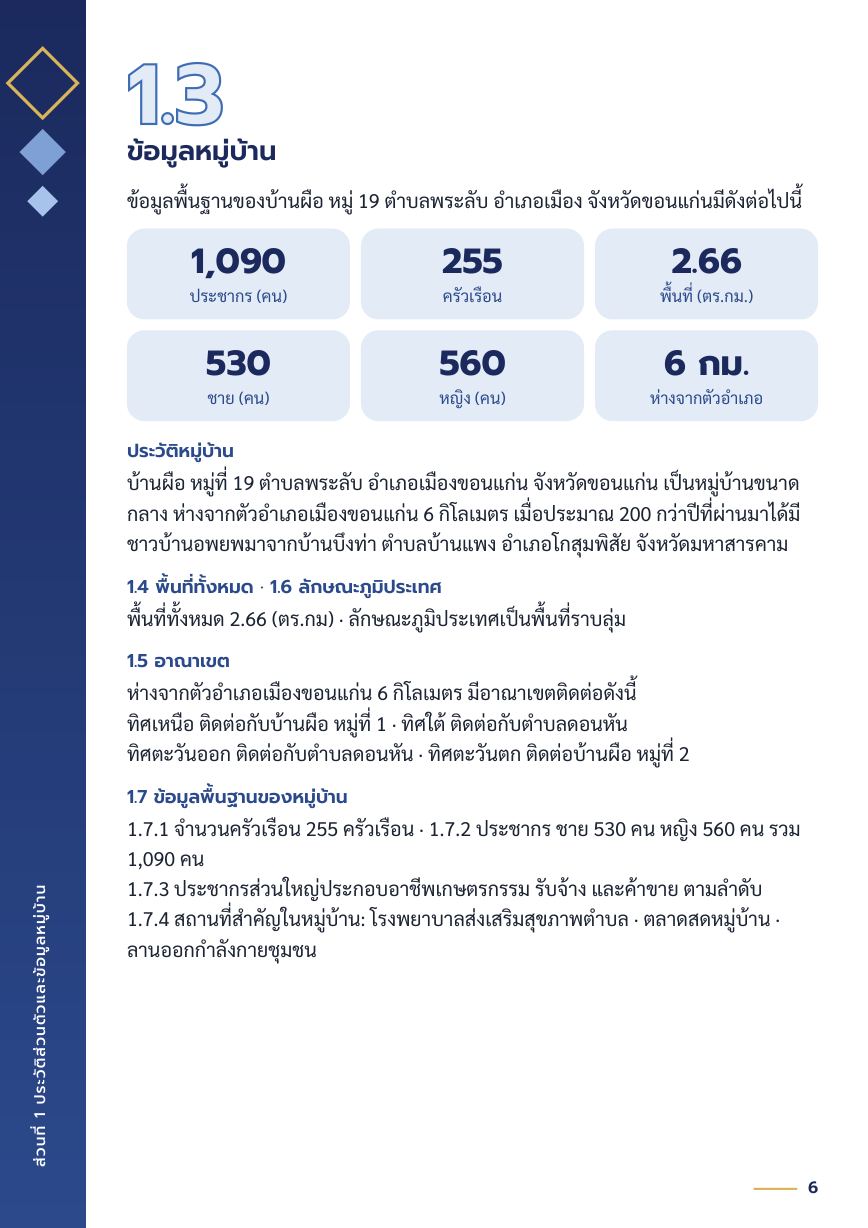 1.3
ข้อมูลหมู่บ้าน
ข้อมูลพื้นฐานของบ้านผือ หมู่ 19 ตำบลพระลับ อำเภอเมือง จังหวัดขอนแก่นมีดังต่อไปนี้
1,090
ประชากร (คน)
255
ครัวเรือน
2.66
พื้นที่ (ตร.กม.)
530
ชาย (คน)
560
หญิง (คน)
6 กม.
ห่างจากตัวอำเภอ
ประวัติหมู่บ้าน
บ้านผือ หมู่ที่ 19 ตำบลพระลับ อำเภอเมืองขอนแก่น จังหวัดขอนแก่น เป็นหมู่บ้านขนาด
กลาง ห่างจากตัวอำเภอเมืองขอนแก่น 6 กิโลเมตร เมื่อประมาณ 200 กว่าปีที่ผ่านมาได้มี
ชาวบ้านอพยพมาจากบ้านบึงท่า ตำบลบ้านแพง อำเภอโกสุมพิสัย จังหวัดมหาสารคาม
1.4 พื้นที่ทั้งหมด · 1.6 ลักษณะภูมิประเทศ
พื้นที่ทั้งหมด 2.66 (ตร.กม) · ลักษณะภูมิประเทศเป็นพื้นที่ราบลุ่ม
1.5 อาณาเขต
ห่างจากตัวอำเภอเมืองขอนแก่น 6 กิโลเมตร มีอาณาเขตติดต่อดังนี้
ทิศเหนือ ติดต่อกับบ้านผือ หมู่ที่ 1 · ทิศใต้ ติดต่อกับตำบลดอนหัน
ทิศตะวันออก ติดต่อกับตำบลดอนหัน · ทิศตะวันตก ติดต่อบ้านผือ หมู่ที่ 2
1.7 ข้อมูลพื้นฐานของหมู่บ้าน
1.7.1 จำนวนครัวเรือน 255 ครัวเรือน · 1.7.2 ประชากร ชาย 530 คน หญิง 560 คน รวม
1,090 คน
1.7.3 ประชากรส่วนใหญ่ประกอบอาชีพเกษตรกรรม รับจ้าง และค้าขาย ตามลำดับ
1.7.4 สถานที่สำคัญในหมู่บ้าน: โรงพยาบาลส่งเสริมสุขภาพตำบล · ตลาดสดหมู่บ้าน ·
ลานออกกำลังกายชุมชน
ส่วนที่ 1 ประวัติส่วนตัวและข้อมูลหมู่บ้าน
6